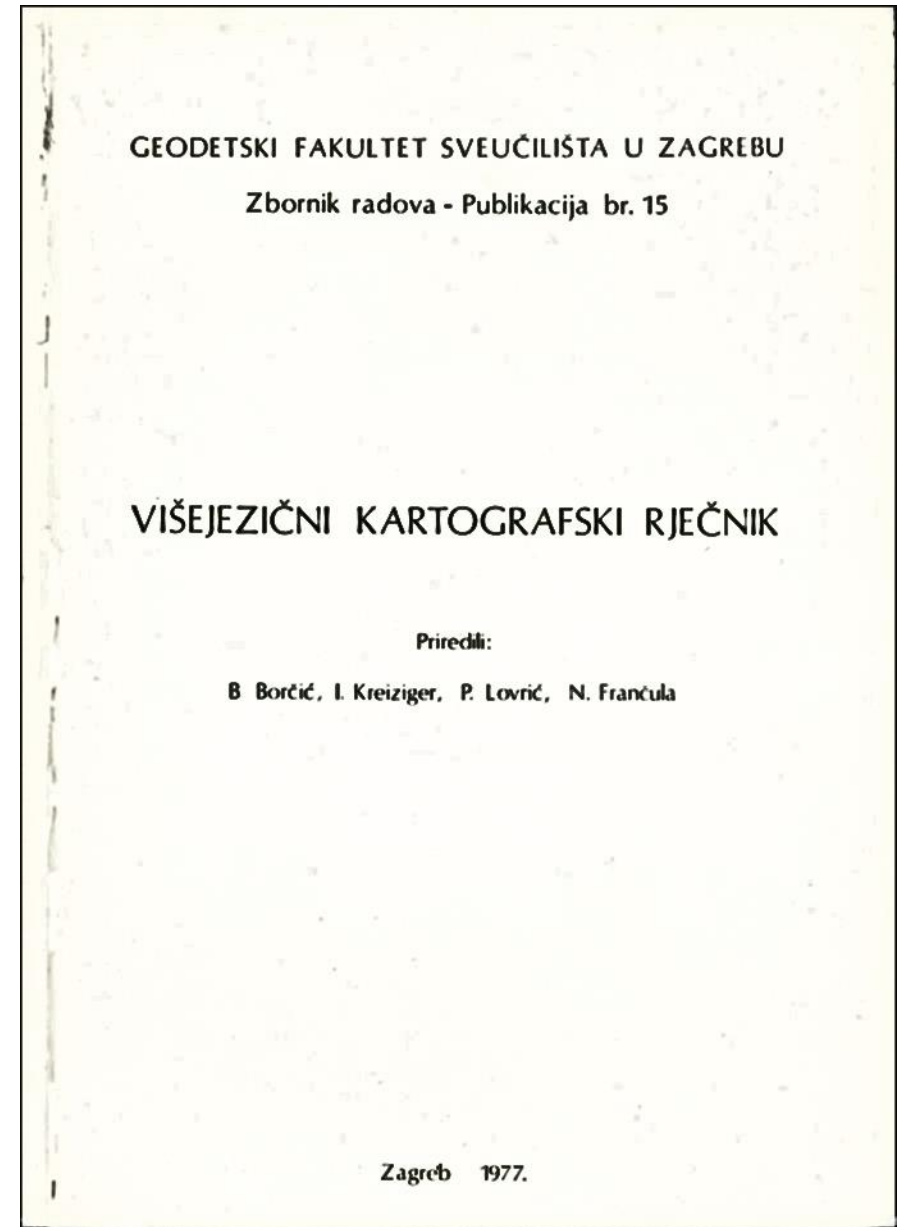 GEODETSKI FAKULTET SVEUČILIŠTA U ZAGREBU
Zbornik radova - Publikacija br. 15
VIŠEJEZIČNI KARTOGRAFSKI RJEČNIK
Priredili:
B Borčić, I. Kreiziger, P. Lovrić, N. Frančula
Zagreb 1977.